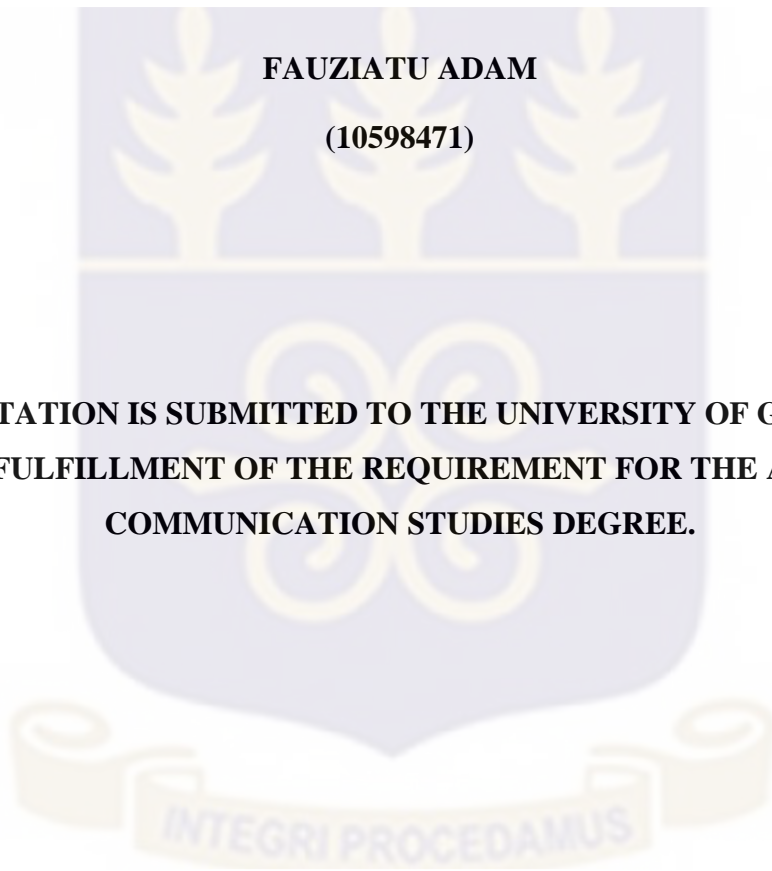 FAUZIATU ADAM
(10598471)
TATION IS SUBMITTED TO THE UNIVERSITY OF G
FULFILLMENT OF THE REQUIREMENT FOR THE A
COMMUNICATION STUDIES DEGREE.
INTEGRI PROCEDAMUS